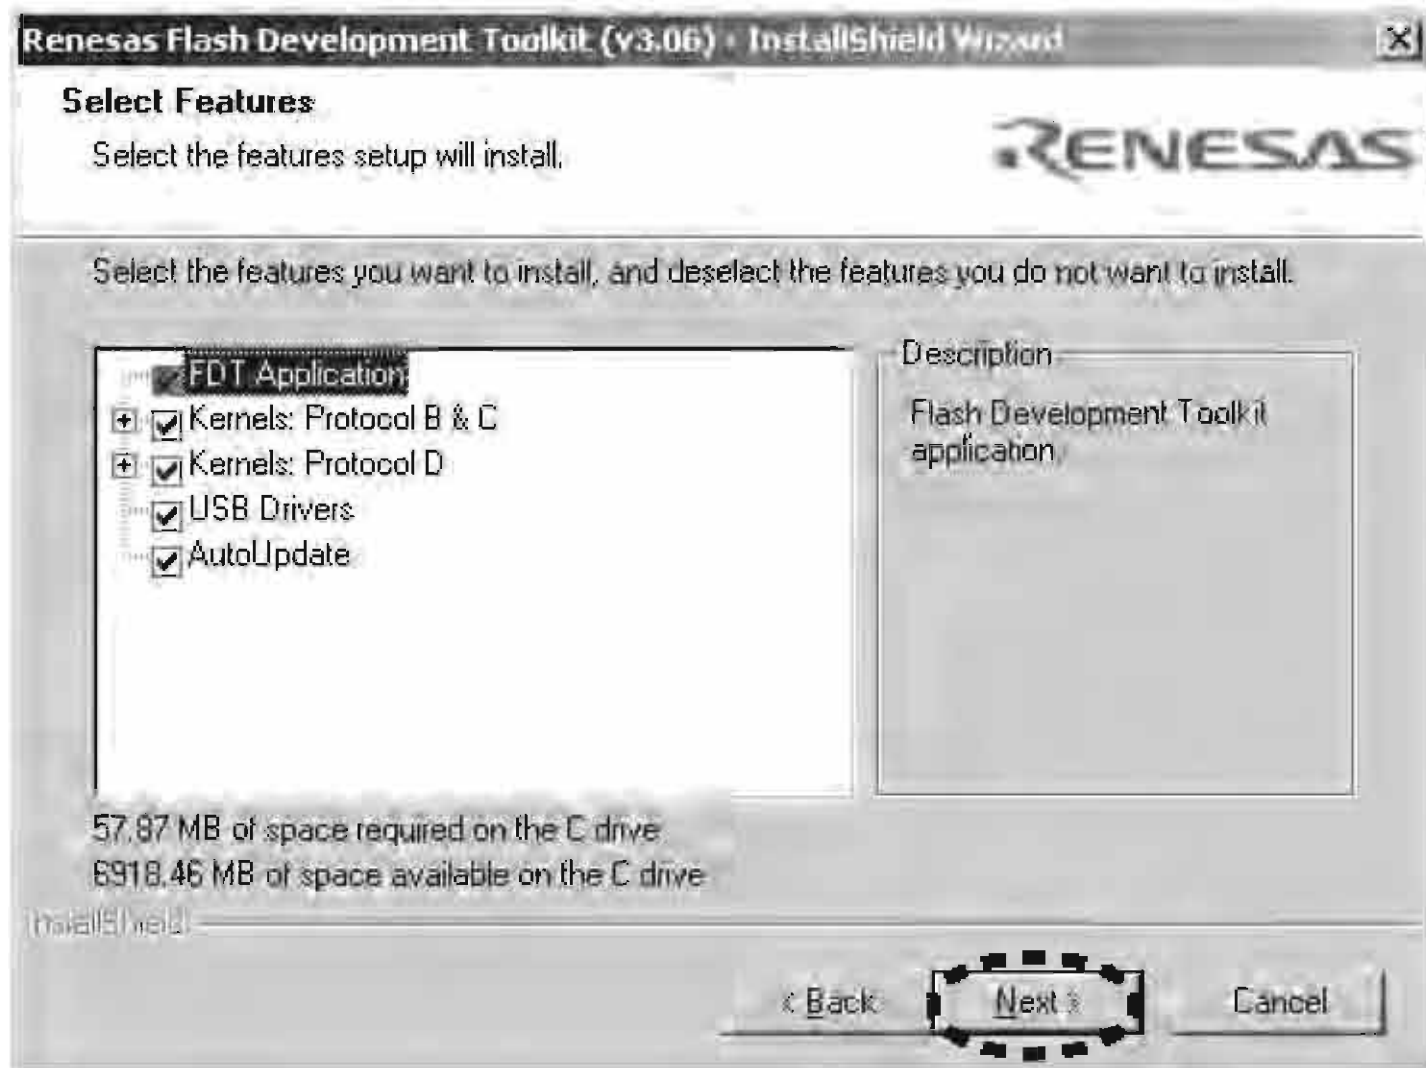 Renesas Flash Development Toolkit (v3.06) - InstallShield Wizard
Select Features
Select the features setup will install.
RENESAS
Select the features you want to install, and deselect the features you do not want to install.
FDT Application
Kernels: Protocol B & C
Kernels: Protocol D
USB Drivers
AutoUpdate
Description
Flash Development Toolkit
application.
57.87 MB of space required on the C drive
6918.46 MB of space available on the C drive
InstallShield
< Back
Next >
Cancel